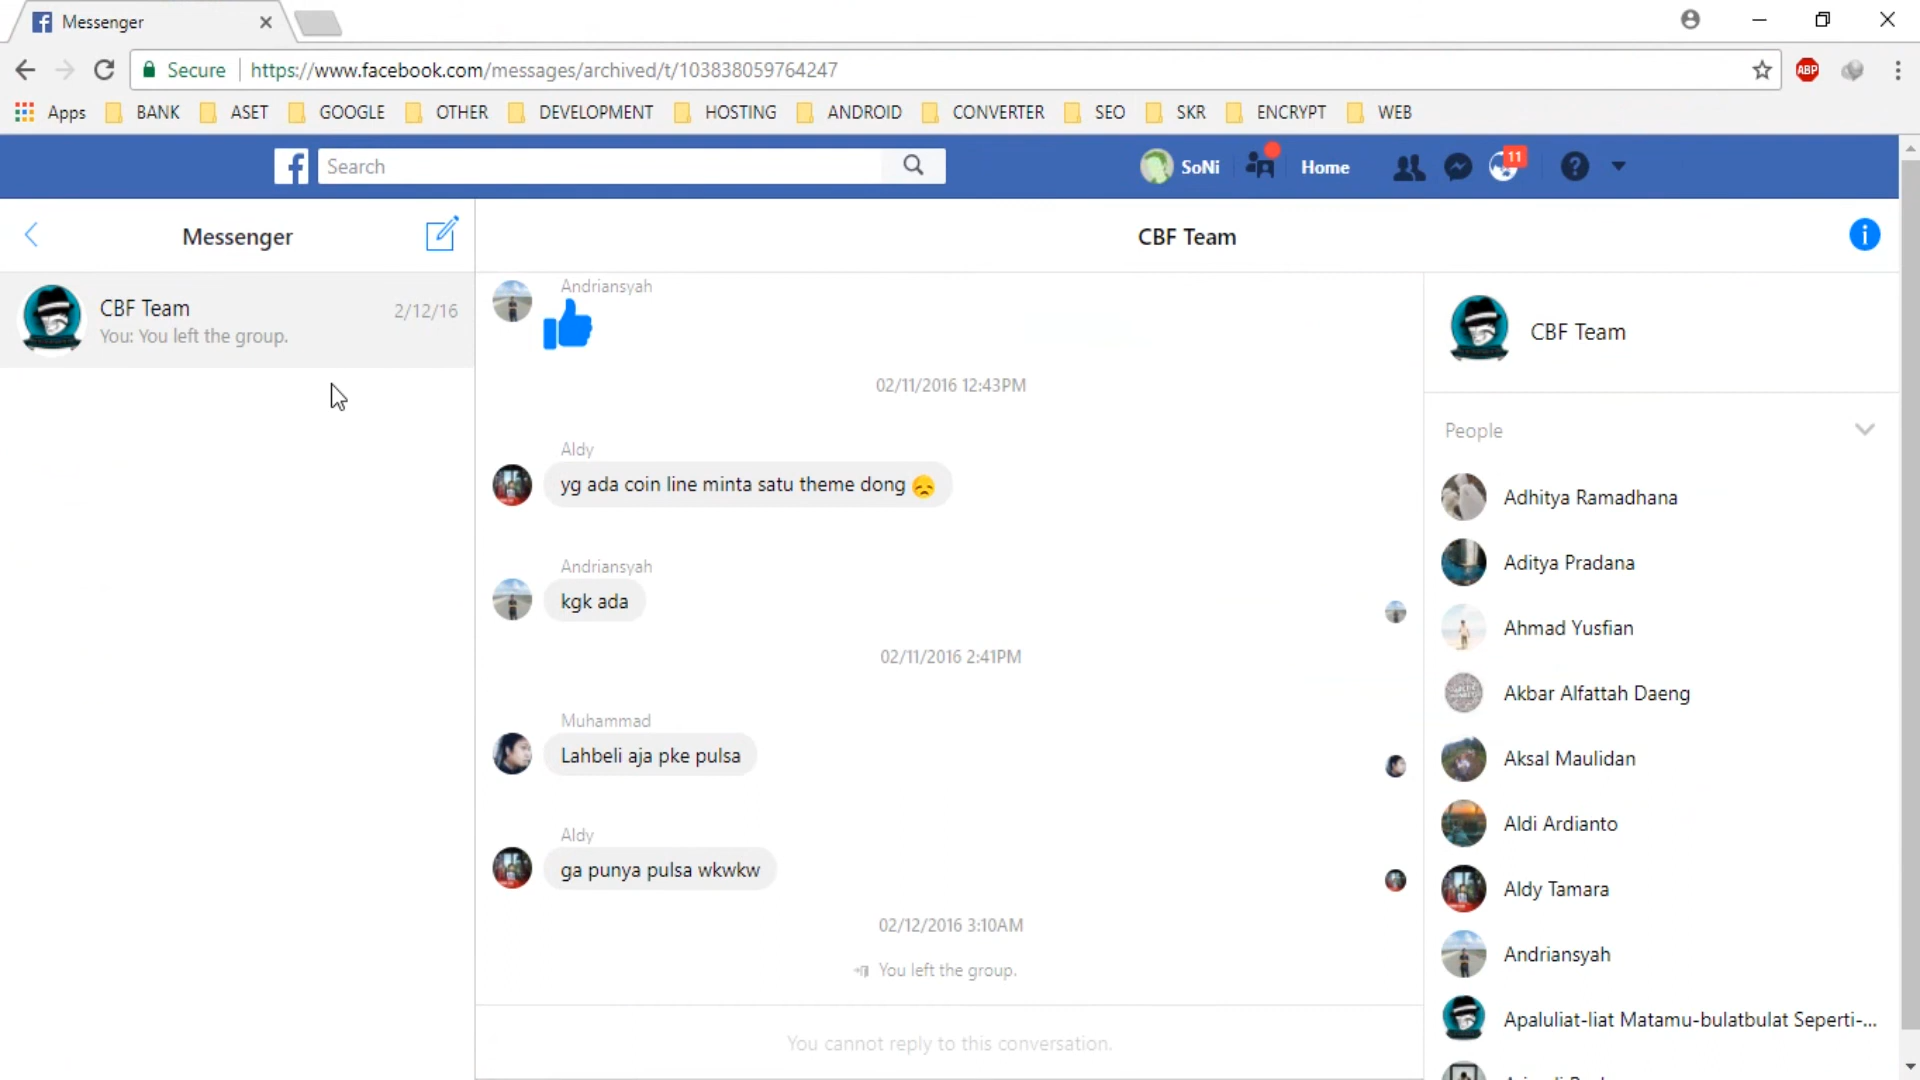 Messenger
Secure https://www.facebook.com/messages/archived/t/103838059764247
ABP
Apps BANK ASET GOOGLE OTHER DEVELOPMENT HOSTING ANDROID CONVERTER SEO SKR ENCRYPT WEB
Search SoNi Home 11
Messenger
CBF Team
CBF Team 2/12/16
You: You left the group.
Andriansyah
02/11/2016 12:43PM
Aldy
yg ada coin line minta satu theme dong 😞
Andriansyah
kgk ada
02/11/2016 2:41PM
Muhammad
Lahbeli aja pke pulsa
Aldy
ga punya pulsa wkwkw
02/12/2016 3:10AM
You left the group.
You cannot reply to this conversation.
CBF Team
People
Adhitya Ramadhana
Aditya Pradana
Ahmad Yusfian
Akbar Alfattah Daeng
Aksal Maulidan
Aldi Ardianto
Aldy Tamara
Andriansyah
Apaluliat-liat Matamu-bulatbulat Seperti-...